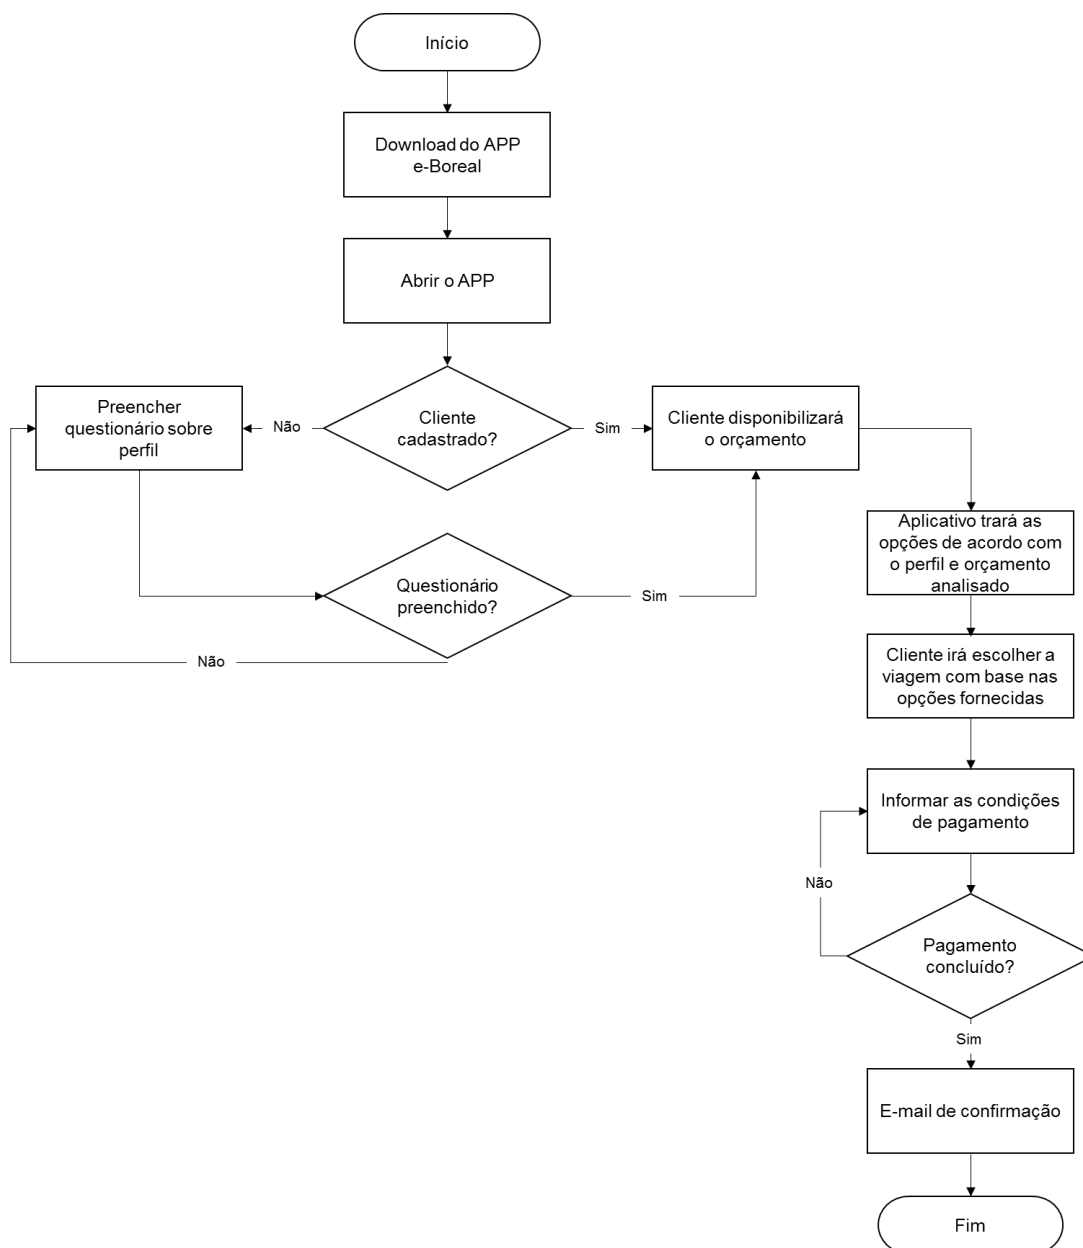 Início
Download do APP
e-Boreal
Abrir o APP
Cliente
cadastrado?
Não
Sim
Preencher
questionário sobre
perfil
Cliente disponibilizará
o orçamento
Questionário
preenchido?
Sim
Não
Aplicativo trará as
opções de acordo com
o perfil e orçamento
analisado
Cliente irá escolher a
viagem com base nas
opções fornecidas
Informar as condições
de pagamento
Não
Pagamento
concluído?
Sim
E-mail de confirmação
Fim